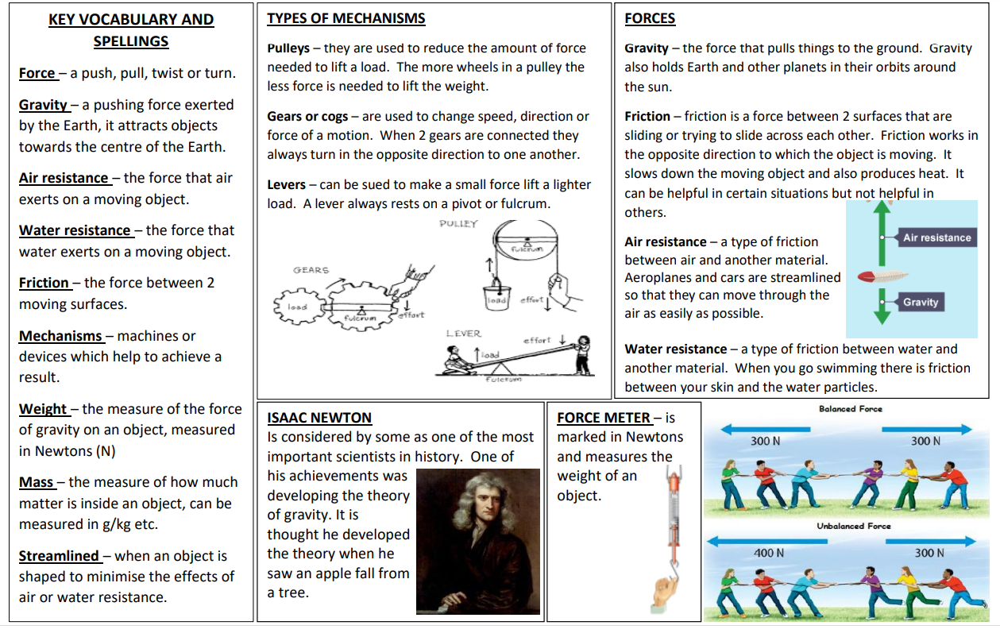 KEY VOCABULARY AND
SPELLINGS
Force – a push, pull, twist or turn.
Gravity – a pushing force exerted
by the Earth, it attracts objects
towards the centre of the Earth.
Air resistance – the force that air
exerts on a moving object.
Water resistance – the force that
water exerts on a moving object.
Friction – the force between 2
moving surfaces.
Mechanisms – machines or
devices which help to achieve a
result.
Weight – the measure of the force
of gravity on an object, measured
in Newtons (N)
Mass – the measure of how much
matter is inside an object, can be
measured in g/kg etc.
Streamlined – when an object is
shaped to minimise the effects of
air or water resistance.
TYPES OF MECHANISMS
Pulleys – they are used to reduce the amount of force
needed to lift a load.  The more wheels in a pulley the
less force is needed to lift the weight.
Gears or cogs – are used to change speed, direction or
force of a motion.  When 2 gears are connected they
always turn in the opposite direction to one another.
Levers – can be sued to make a small force lift a lighter
load.  A lever always rests on a pivot or fulcrum.
PULLEY
fulcrum
load
effort
GEARS
load
fulcrum
effort
LEVER
effort
load
fulcrum
FORCES
Gravity – the force that pulls things to the ground.  Gravity
also holds Earth and other planets in their orbits around
the sun.
Friction – friction is a force between 2 surfaces that are
sliding or trying to slide across each other.  Friction works in
the opposite direction to which the object is moving.  It
slows down the moving object and also produces heat.  It
can be helpful in certain situations but not helpful in
others.
Air resistance – a type of friction
between air and another material.
Aeroplanes and cars are streamlined
so that they can move through the
air as easily as possible.
Air resistance
Gravity
Water resistance – a type of friction between water and
another material.  When you go swimming there is friction
between your skin and the water particles.
ISAAC NEWTON
Is considered by some as one of the most
important scientists in history.  One of
his achievements was
developing the theory
of gravity. It is
thought he developed
the theory when he
saw an apple fall from
a tree.
FORCE METER – is
marked in Newtons
and measures the
weight of an
object.
Balanced Force
300 N 300 N
Unbalanced Force
400 N 300 N